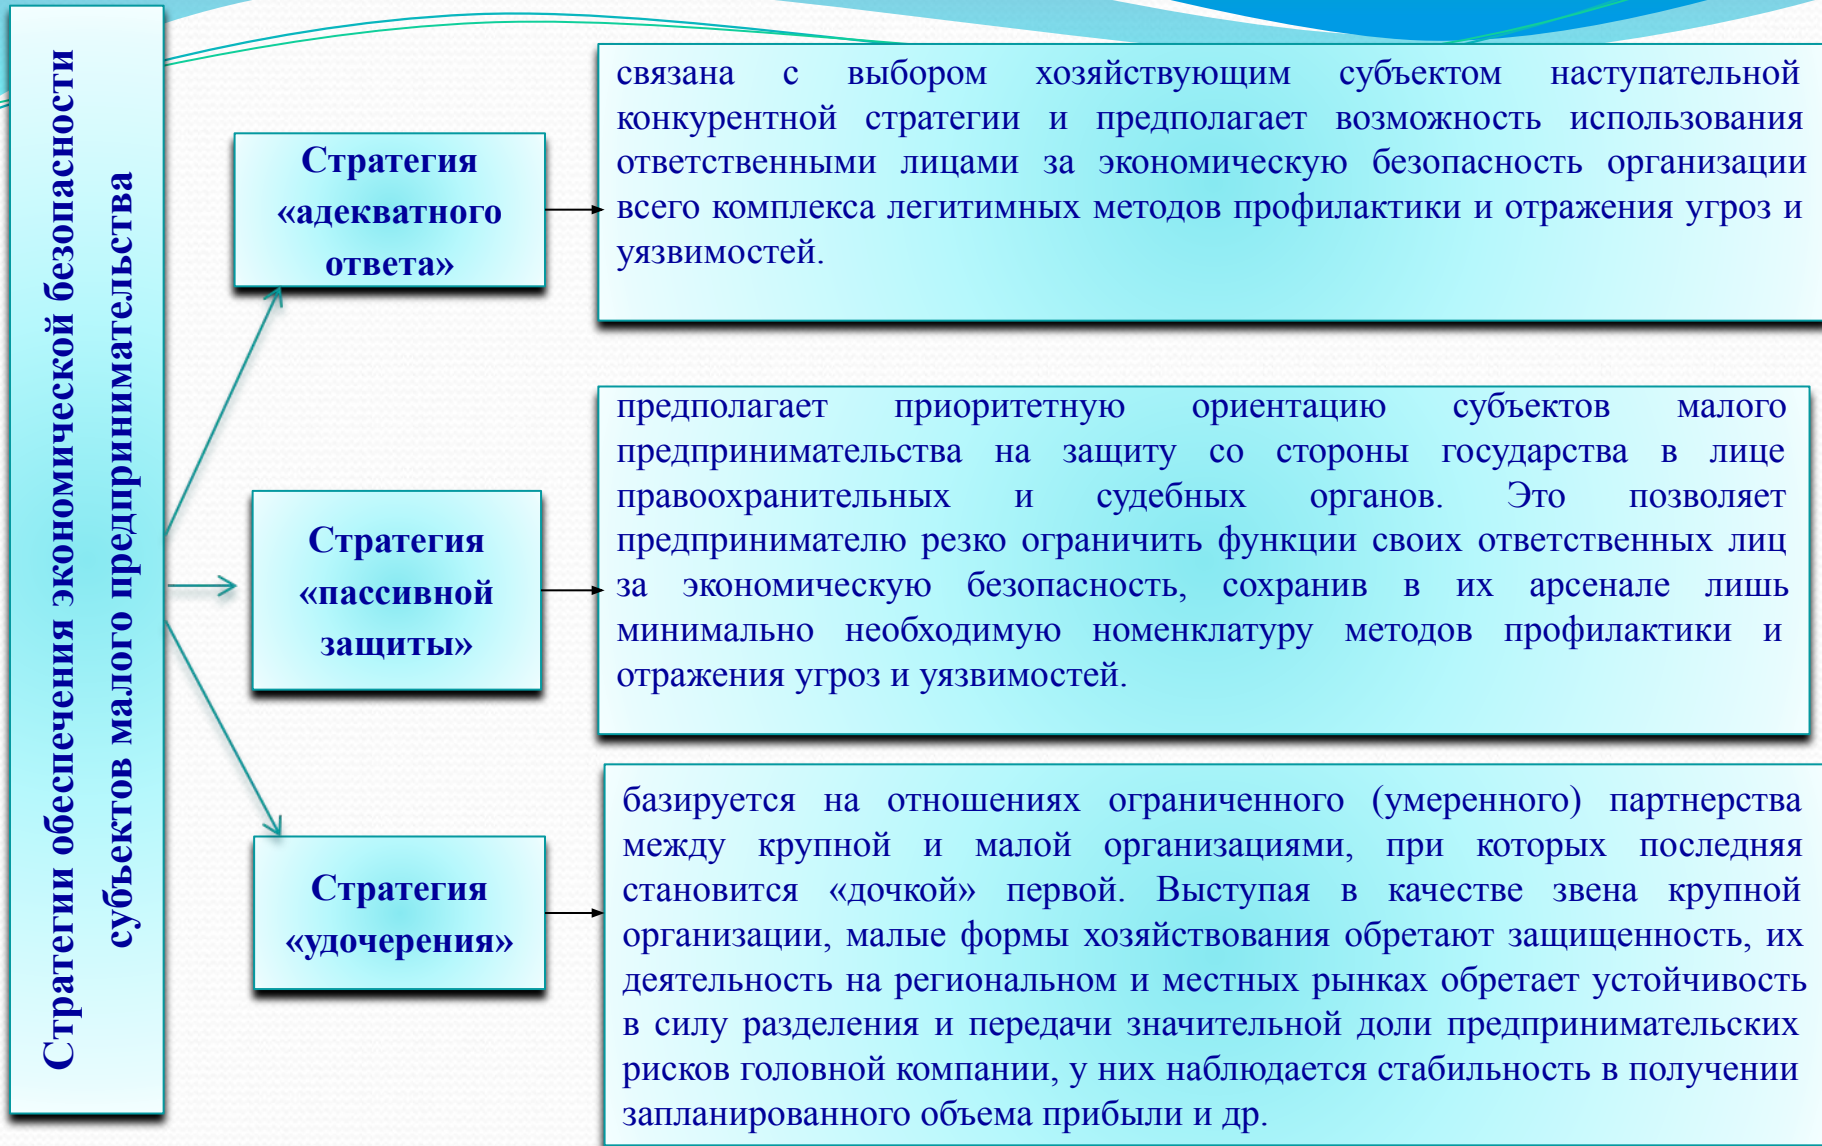 Стратегии обеспечения экономической безопасности
субъектов малого предпринимательства
Стратегия
«адекватного
ответа»
связана с выбором хозяйствующим субъектом наступательной
конкурентной стратегии и предполагает возможность использования
ответственными лицами за экономическую безопасность организации
всего комплекса легитимных методов профилактики и отражения угроз и
уязвимостей.
Стратегия
«пассивной
защиты»
предполагает приоритетную ориентацию субъектов малого
предпринимательства на защиту со стороны государства в лице
правоохранительных и судебных органов. Это позволяет
предпринимателю резко ограничить функции своих ответственных лиц
за экономическую безопасность, сохранив в их арсенале лишь
минимально необходимую номенклатуру методов профилактики и
отражения угроз и уязвимостей.
Стратегия
«удочерения»
базируется на отношениях ограниченного (умеренного) партнерства
между крупной и малой организациями, при которых последняя
становится «дочкой» первой. Выступая в качестве звена крупной
организации, малые формы хозяйствования обретают защищенность, их
деятельность на региональном и местных рынках обретает устойчивость
в силу разделения и передачи значительной доли предпринимательских
рисков головной компании, у них наблюдается стабильность в получении
запланированного объема прибыли и др.